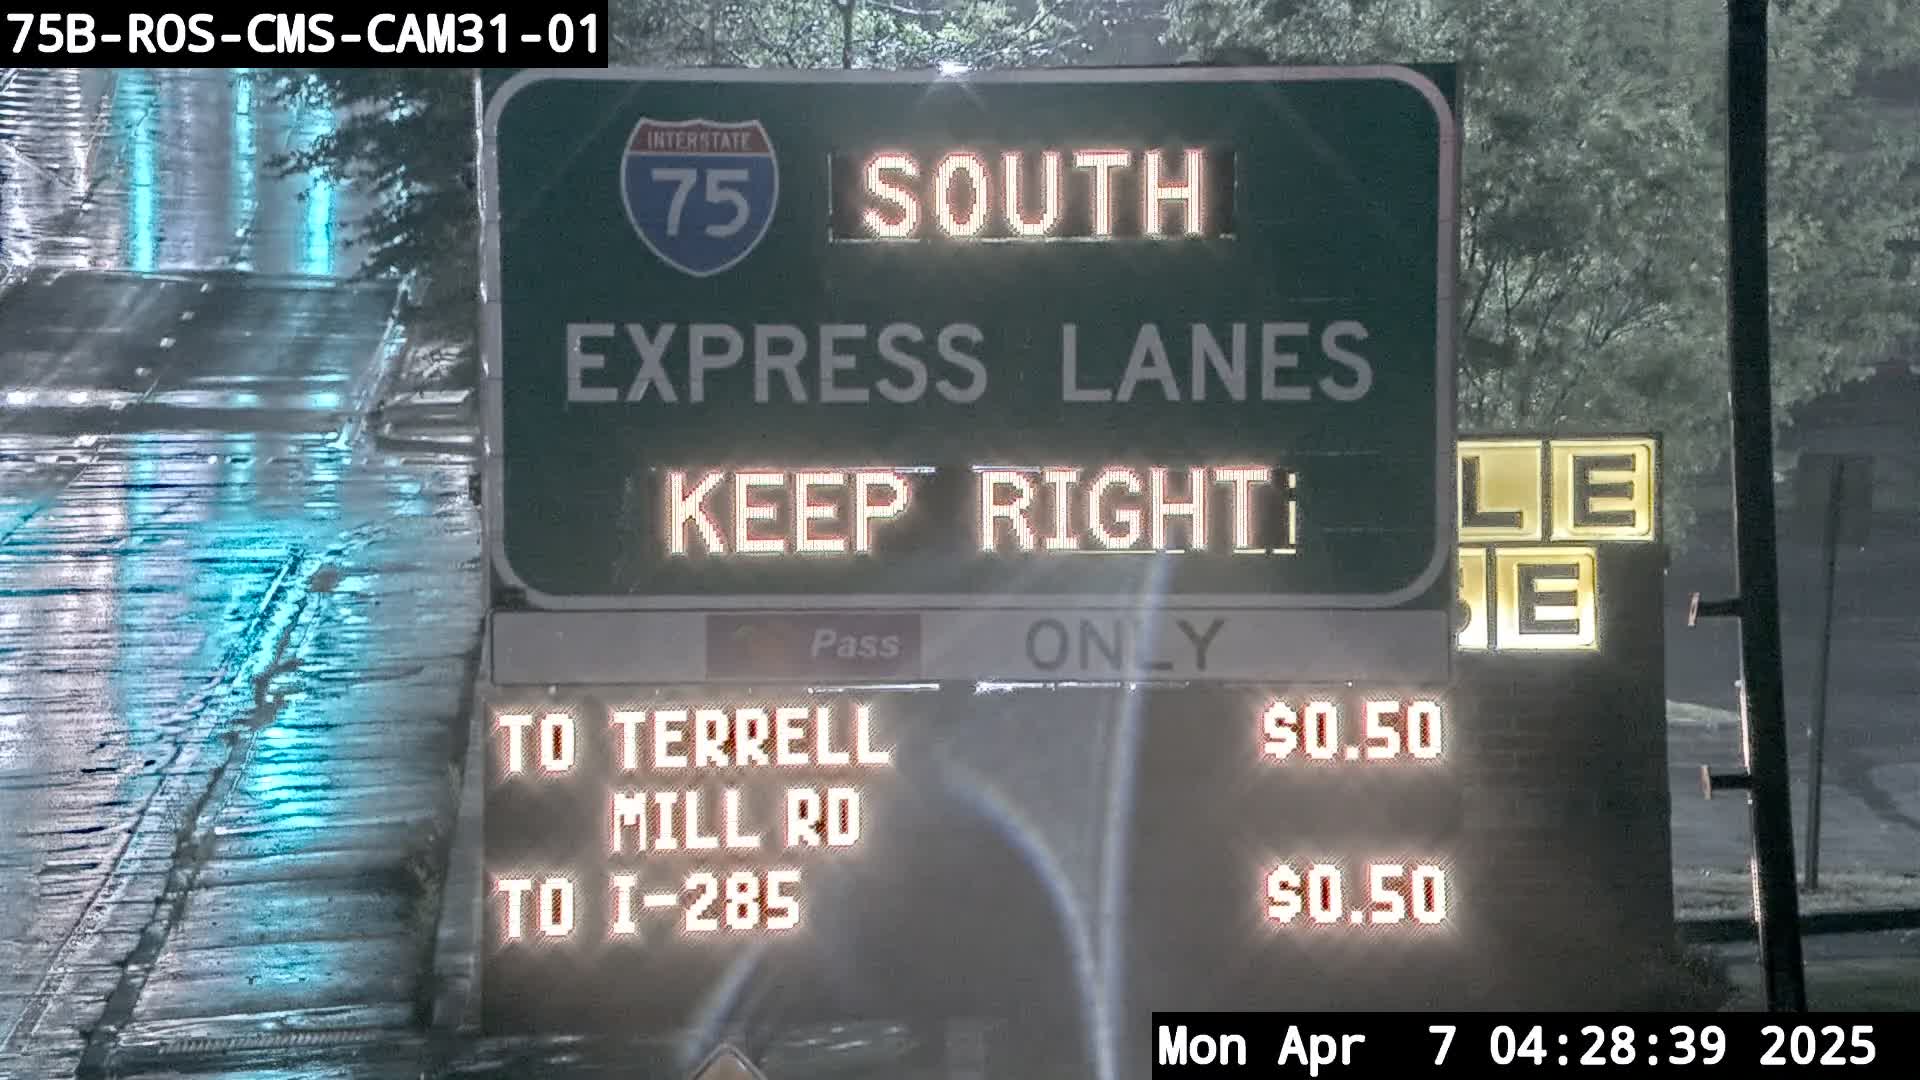 75B-ROS-CMS-CAM31-01
INTERSTATE
75
SOUTH
EXPRESS LANES
KEEP RIGHT
Pass ONLY
TO TERRELL $0.50
MILL RD
TO I-285 $0.50
LE
E
Mon Apr 7 04:28:39 2025